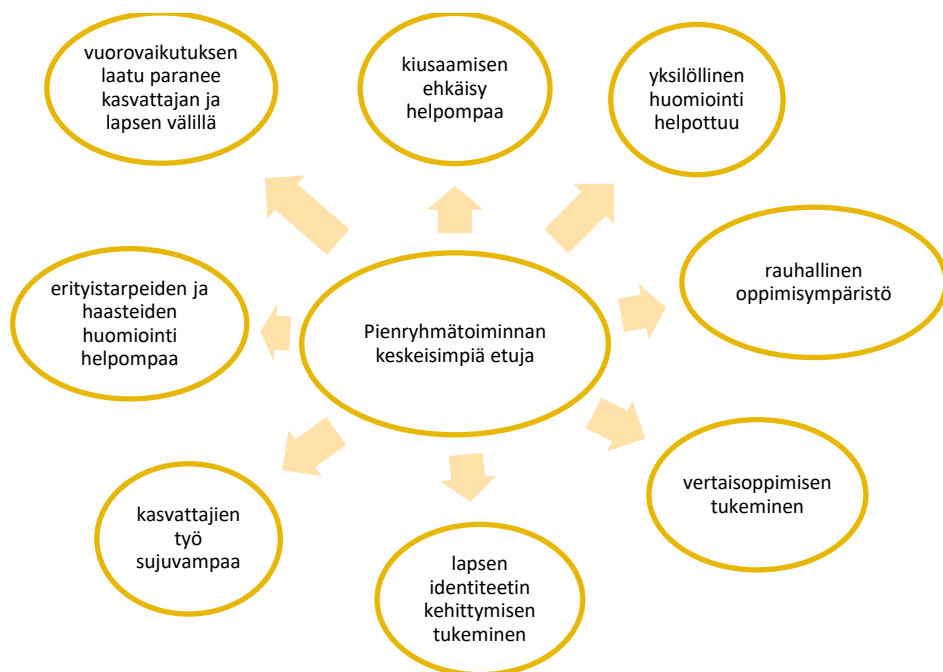 vuorovaikutuksen
laatu paranee
kasvattajan ja
lapsen välillä
kiusaamisen
ehkäisy
helpompaa
yksilöllinen
huomiointi
helpottuu
erityistarpeiden ja
haasteiden
huomiointi
helpompaa
Pienryhmätoiminnan
keskeisimpiä etuja
rauhallinen
oppimisympäristö
kasvattajien
työ
sujuvampaa
lapsen
identiteetin
kehittymisen
tukeminen
vertaisoppimisen
tukeminen